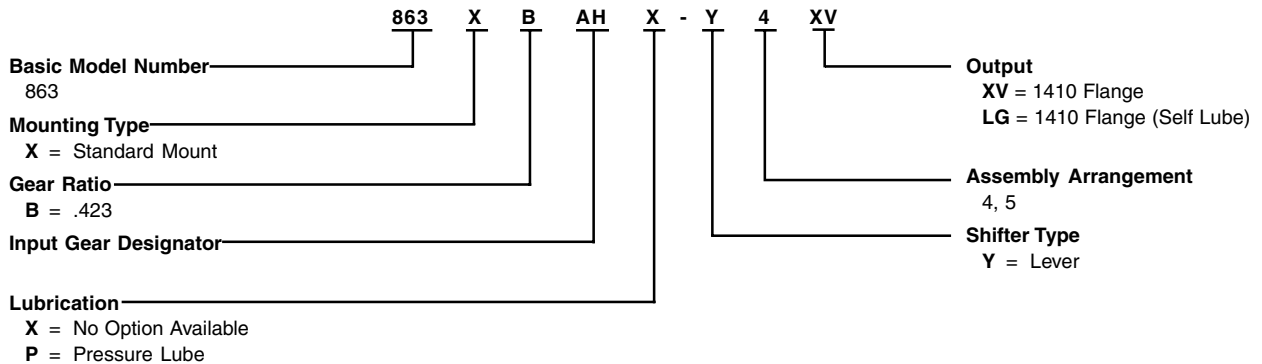 863 X B AH X - Y 4 XV
Basic Model Number
863
Mounting Type
X = Standard Mount
Gear Ratio
B = .423
Input Gear Designator
Lubrication
X = No Option Available
P = Pressure Lube
Output
XV = 1410 Flange
LG = 1410 Flange (Self Lube)
Assembly Arrangement
4, 5
Shifter Type
Y = Lever